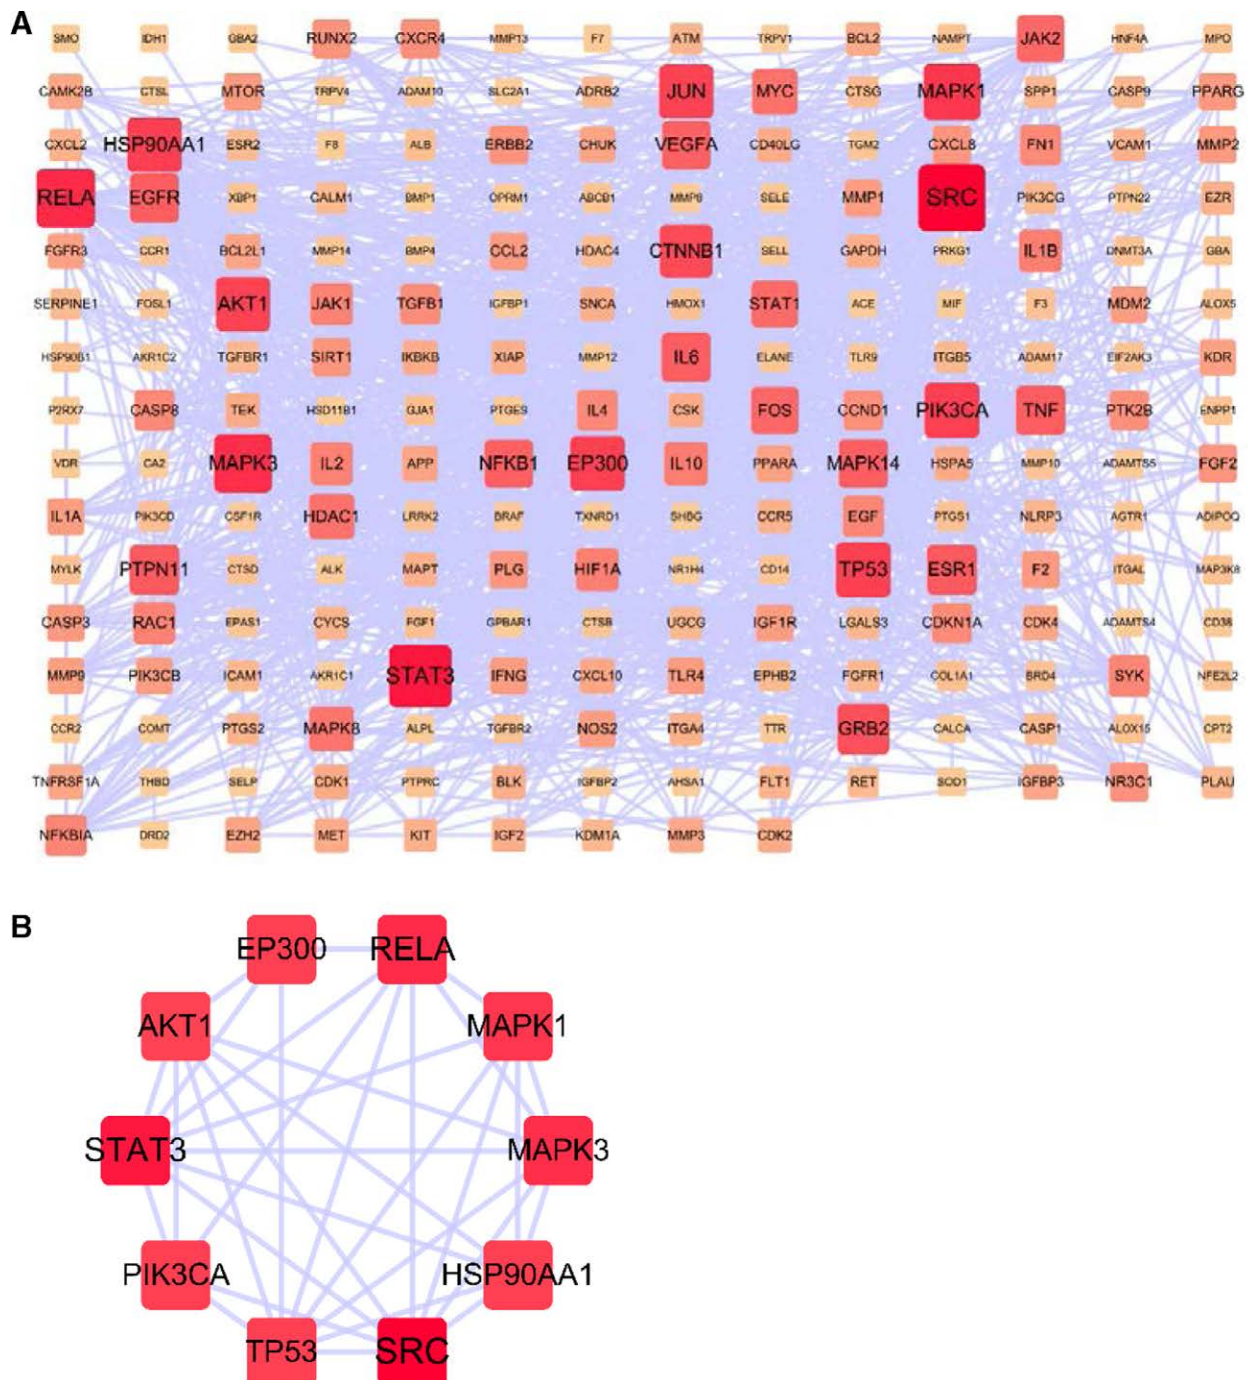 A
SMO IDH1 GBA2 RUNX2 CXCR4 MMP13 F7 ATM TRPV1 BCL2 NAMPT JAK2 HNF4A MPO
CAMK2B CTSL MTOR TRPV4 ADAM10 SLC2A1 ADRB2 JUN MYC CTSG MAPK1 SPP1 CASP9 PPARG
CXCL2 HSP90AA1 ESR2 F8 ALB ERBB2 CHUK VEGFA CD40LG TGM2 CXCL8 FN1 VCAM1 MMP2
RELA EGFR XBP1 CALM1 BMP1 OPRM1 ABCB1 MMP8 SELE MMP1 SRC PIK3CG PTPN22 EZR
FGFR3 CCR1 BCL2L1 MMP14 BMP4 CCL2 HDAC4 CTNNB1 SELL GAPDH PRKG1 IL1B DNMT3A GBA
SERPINE1 FOSL1 AKT1 JAK1 TGFB1 IGFBP1 SNCA HMOX1 STAT1 ACE MIF F3 MDM2 ALOX5
HSP90B1 AKR1C2 TGFBR1 SIRT1 IKBKB XIAP MMP12 IL6 ELANE TLR9 ITGB5 ADAM17 EIF2AK3 KDR
P2RX7 CASP8 TEK HSD11B1 GJA1 PTGES IL4 CSK FOS CCND1 PIK3CA TNF PTK2B ENPP1
VDR CA2 MAPK3 IL2 APP NFKB1 EP300 IL10 PPARA MAPK14 HSPA5 MMP10 ADAMTS5 FGF2
IL1A PIK3CD CSF1R HDAC1 LRRK2 BRAF TXNRD1 SHBG CCR5 EGF PTGS1 NLRP3 AGTR1 ADIPOQ
MYLK PTPN11 CTSD ALK MAPT PLG HIF1A NR1H4 CD14 TP53 ESR1 F2 ITGAL MAP3K8
CASP3 RAC1 EPAS1 CYCS FGF1 GPBAR1 CTSB UGCG IGF1R LGALS3 CDKN1A CDK4 ADAMTS4 CD38
MMP9 PIK3CB ICAM1 AKR1C1 STAT3 IFNG CXCL10 TLR4 EPHB2 FGFR1 COL1A1 BRD4 SYK NFE2L2
CCR2 COMT PTGS2 MAPK8 ALPL TGFBR2 NOS2 ITGA4 TTR GRB2 CALCA CASP1 ALOX15 CPT2
TNFRSF1A THBD SELP CDK1 PTPRC BLK IGFBP2 AHSA1 FLT1 RET SOD1 IGFBP3 NR3C1 PLAU
NFKBIA DRD2 EZH2 MET KIT IGF2 KDM1A MMP3 CDK2
B
EP300 RELA
AKT1 MAPK1
STAT3 MAPK3
PIK3CA HSP90AA1
TP53 SRC